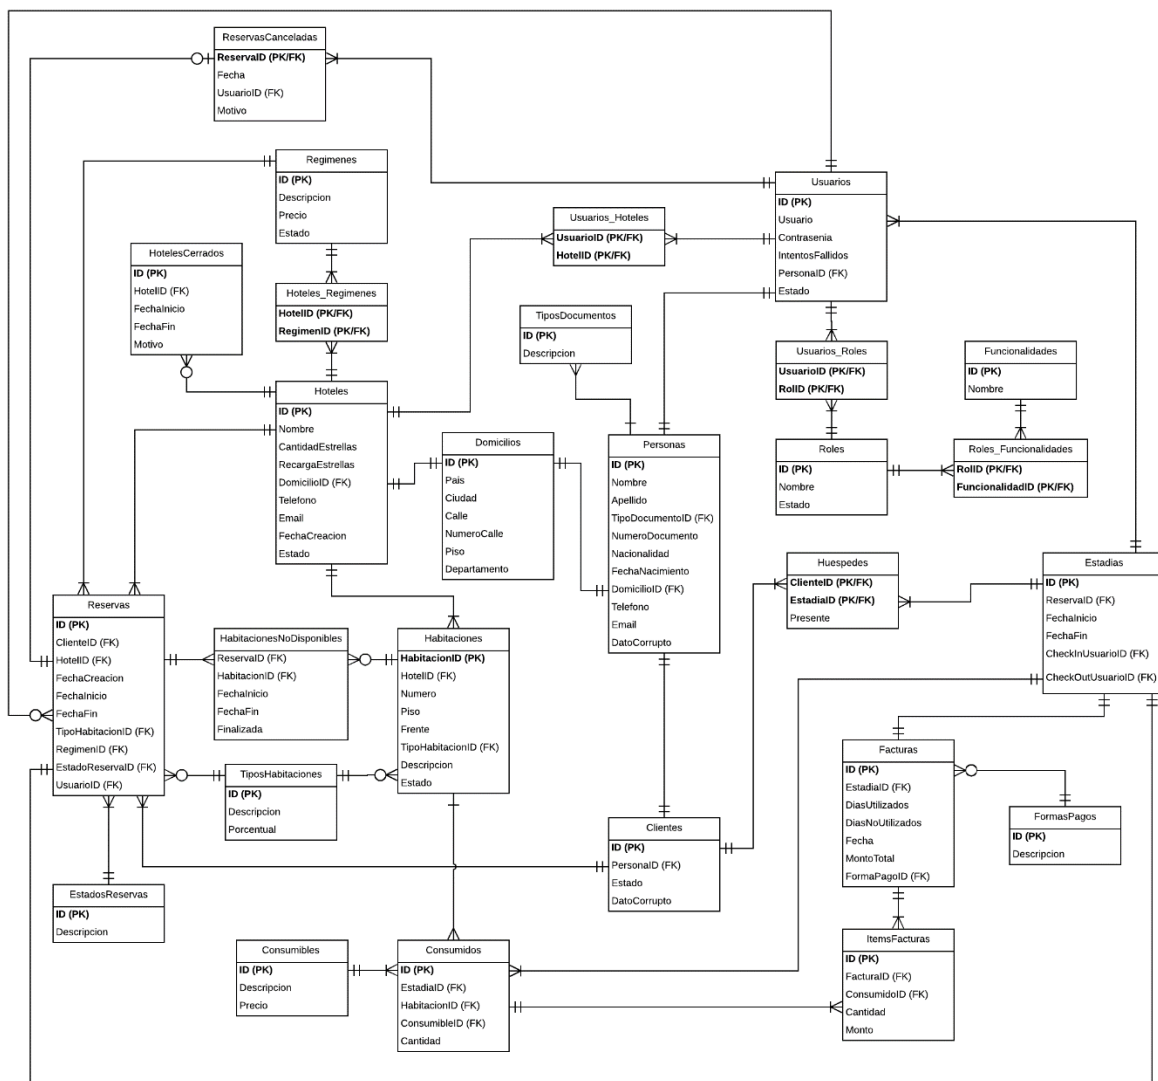 ReservasCanceladas
ReservaID (PK/FK)
Fecha
UsuarioID (FK)
Motivo
Regimenes
ID (PK)
Descripcion
Precio
Estado
Usuarios
ID (PK)
Usuario
Contrasenia
IntentosFallidos
PersonaID (FK)
Estado
Usuarios_Hoteles
UsuarioID (PK/FK)
HotelID (PK/FK)
HotelesCerrados
ID (PK)
HotelID (FK)
FechaInicio
FechaFin
Motivo
Hoteles_Regimenes
HotelID (PK/FK)
RegimenID (PK/FK)
TiposDocumentos
ID (PK)
Descripcion
Usuarios_Roles
UsuarioID (PK/FK)
RolID (PK/FK)
Funcionalidades
ID (PK)
Nombre
Hoteles
ID (PK)
Nombre
CantidadEstrellas
RecargaEstrellas
DomicilioID (FK)
Telefono
Email
FechaCreacion
Estado
Domicilios
ID (PK)
Pais
Ciudad
Calle
NumeroCalle
Piso
Departamento
Personas
ID (PK)
Nombre
Apellido
TipoDocumentoID (FK)
NumeroDocumento
Nacionalidad
FechaNacimiento
DomicilioID (FK)
Telefono
Email
DatoCorrupto
Roles
ID (PK)
Nombre
Estado
Roles_Funcionalidades
RolID (PK/FK)
FuncionalidadID (PK/FK)
Huespedes
ClienteID (PK/FK)
EstadiaID (PK/FK)
Presente
Estadias
ID (PK)
ReservaID (FK)
FechaInicio
FechaFin
CheckInUsuarioID (FK)
CheckOutUsuarioID (FK)
Reservas
ID (PK)
ClienteID (FK)
HotelID (FK)
FechaCreacion
FechaInicio
FechaFin
TipoHabitacionID (FK)
RegimenID (FK)
EstadoReservaID (FK)
UsuarioID (FK)
HabitacionesNoDisponibles
ReservaID (FK)
HabitacionID (FK)
FechaInicio
FechaFin
Finalizada
Habitaciones
HabitacionID (PK)
HotelID (FK)
Numero
Piso
Frente
TipoHabitacionID (FK)
Descripcion
Estado
TiposHabitaciones
ID (PK)
Descripcion
Porcentual
Facturas
ID (PK)
EstadiaID (FK)
DiasUtilizados
DiasNoUtilizados
Fecha
MontoTotal
FormaPagoID (FK)
FormasPagos
ID (PK)
Descripcion
Clientes
ID (PK)
PersonaID (FK)
Estado
DatoCorrupto
EstadosReservas
ID (PK)
Descripcion
Consumibles
ID (PK)
Descripcion
Precio
Consumidos
ID (PK)
EstadiaID (FK)
HabitacionID (FK)
ConsumibleID (FK)
Cantidad
ItemsFacturas
ID (PK)
FacturaID (FK)
ConsumidoID (FK)
Cantidad
Monto